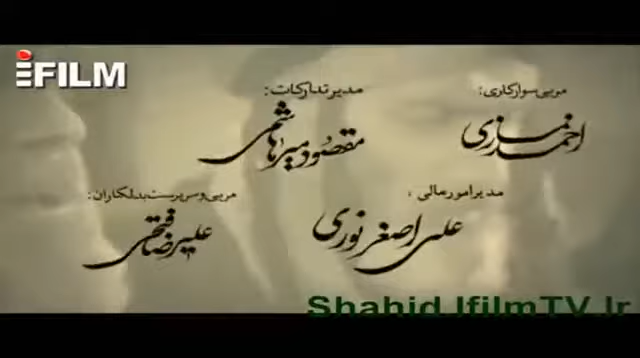 iFILM
مربی سوارکاری:
احمد نمازی
مدیر تدارکات:
مقصود میرهاشمی
مدیر امور مالی:
علی اصغر نوری
مربی و سرپرست بدلکاران:
علیرضا فتحی
Shahid.IfilmTV.Ir